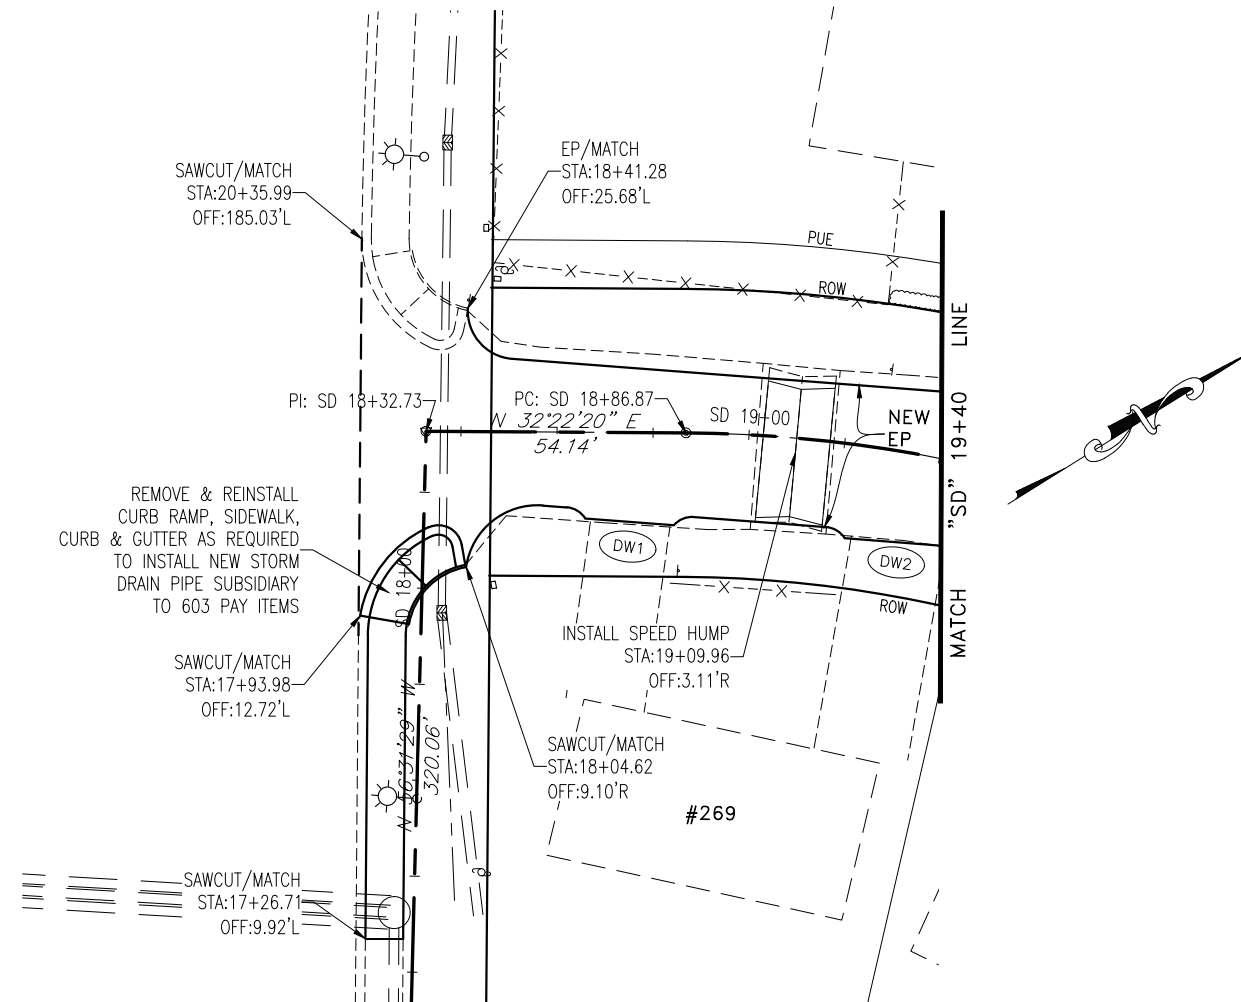 EP/MATCH
STA:18+41.28
OFF:25.68'L
SAWCUT/MATCH
STA:20+35.99
OFF:185.03'L
PUE
ROW
"SD" 19+40
MATCH LINE
PI: SD 18+32.73
PC: SD 18+86.87
N 32°22'20" E
54.14'
SD 19+00
NEW
EP
REMOVE & REINSTALL
CURB RAMP, SIDEWALK,
CURB & GUTTER AS REQUIRED
TO INSTALL NEW STORM
DRAIN PIPE SUBSIDIARY
TO 603 PAY ITEMS
SD 18+00
DW1
DW2
ROW
INSTALL SPEED HUMP
STA:19+09.96
OFF:3.11'R
SAWCUT/MATCH
STA:17+93.98
OFF:12.72'L
N 56°31'29" W
320.06'
SAWCUT/MATCH
STA:18+04.62
OFF:9.10'R
#269
SAWCUT/MATCH
STA:17+26.71
OFF:9.92'L